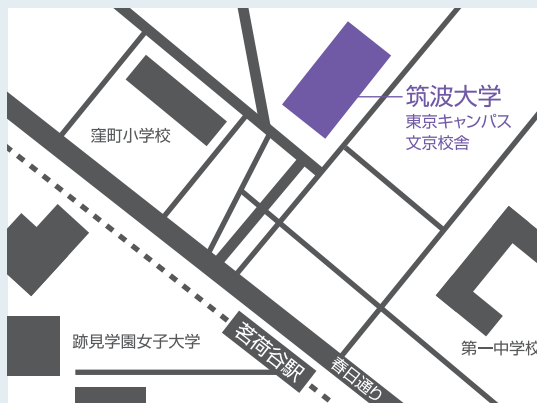 筑波大学
東京キャンパス
文京校舎
窪町小学校
跡見学園女子大学
茗荷谷駅
春日通り
第一中学校